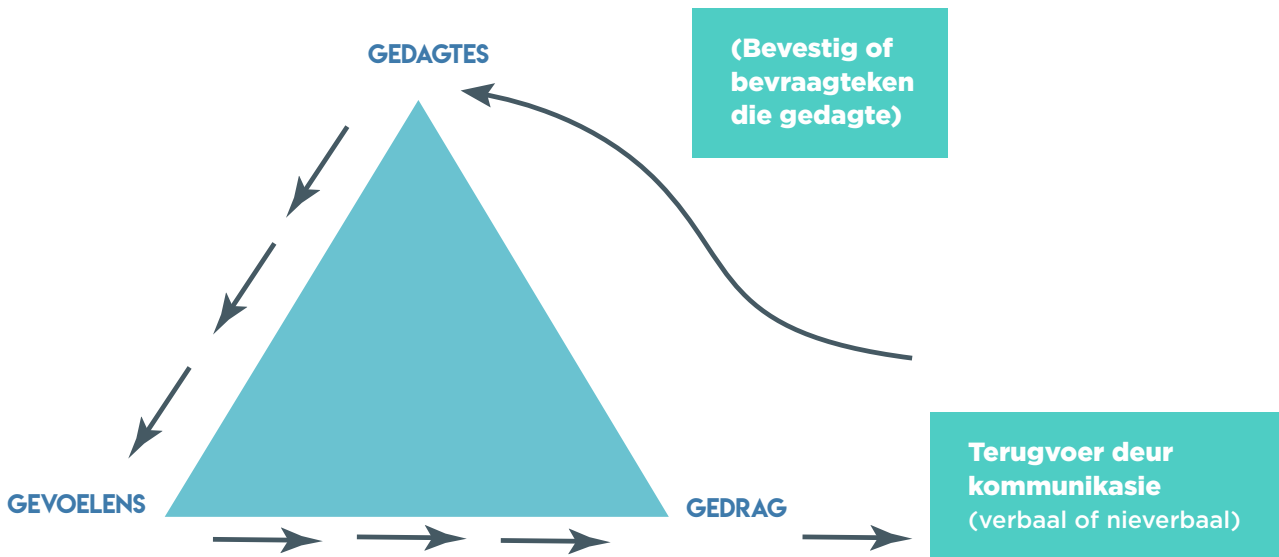 GEDAGTES
(Bevestig of
bevraagteken
die gedagte)
GEVOELENS
GEDRAG
Terugvoer deur
kommunikasie
(verbaal of nieverbaal)